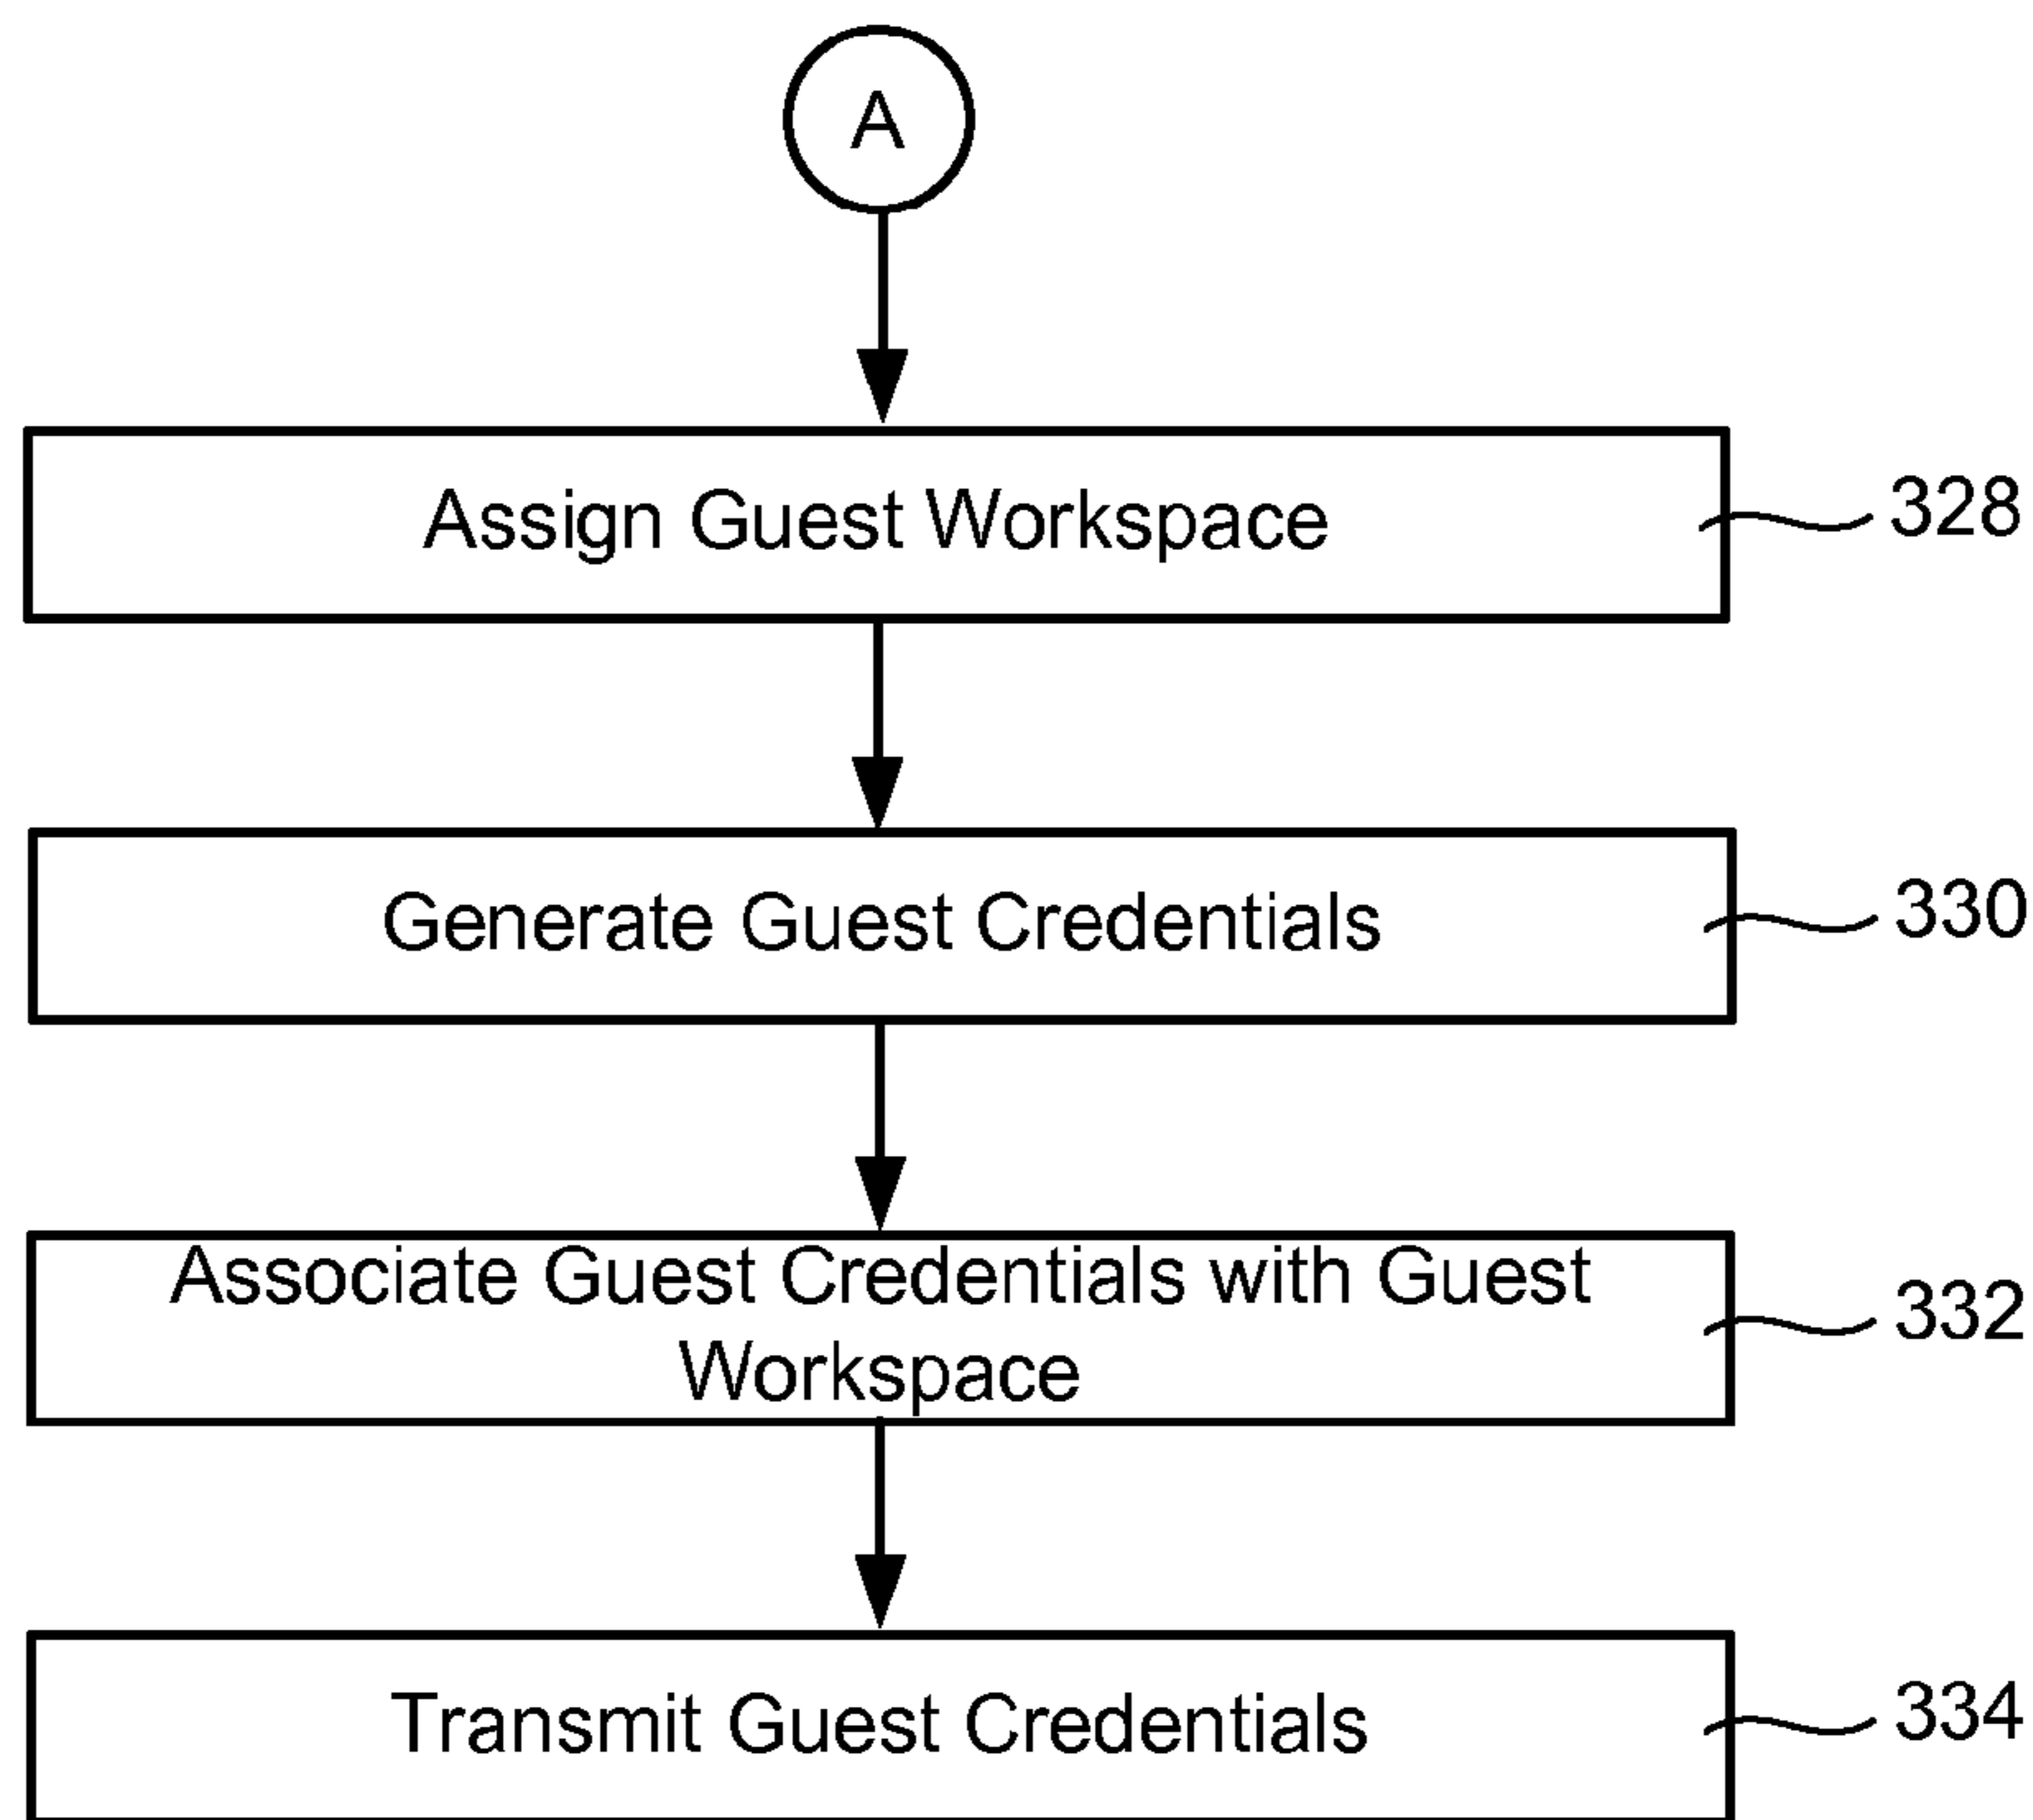 A
Assign Guest Workspace
328
Generate Guest Credentials
330
Associate Guest Credentials with Guest
Workspace
332
Transmit Guest Credentials
334